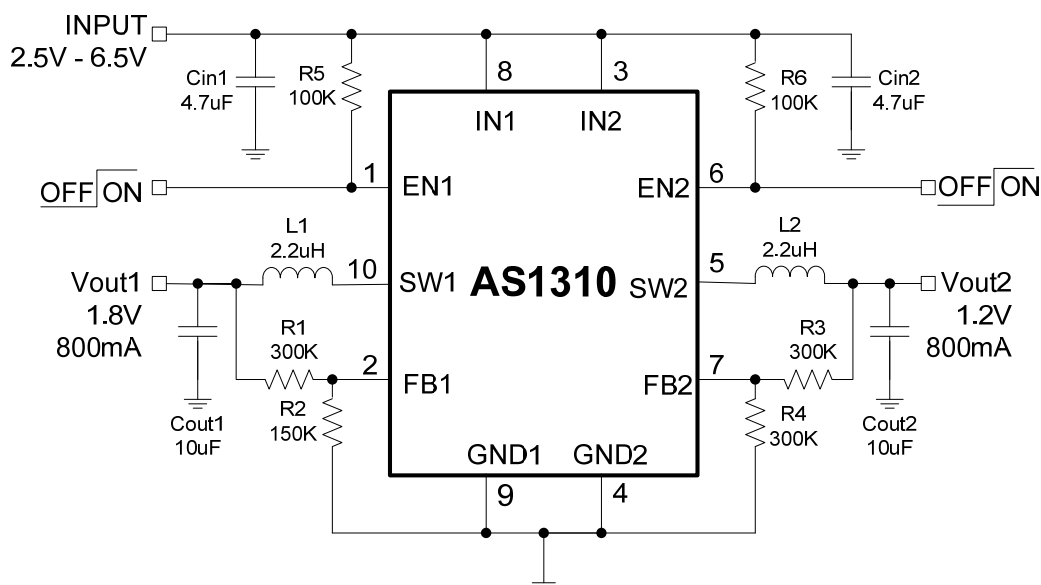 INPUT
2.5V - 6.5V
Cin1
4.7uF
R5
100K
8
3
R6
100K
Cin2
4.7uF
IN1
IN2
OFF ON
1
EN1
EN2
6
OFF ON
L1
2.2uH
L2
2.2uH
Vout1
1.8V
800mA
10
SW1
AS1310
SW2
5
Vout2
1.2V
800mA
R1
300K
R3
300K
2
FB1
FB2
7
Cout1
10uF
R2
150K
R4
300K
Cout2
10uF
GND1
GND2
9
4